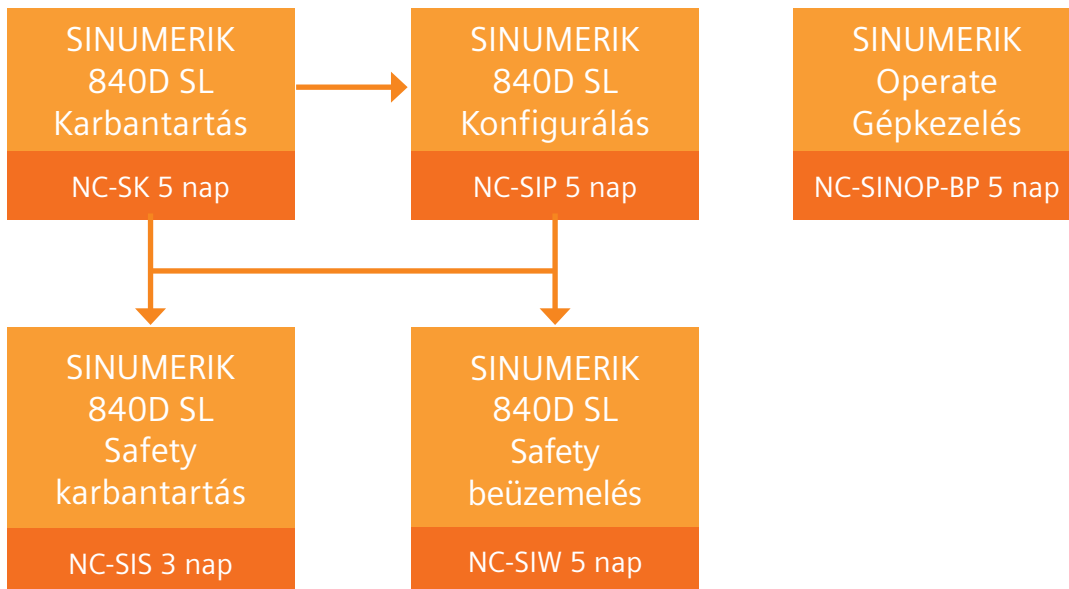 SINUMERIK
840D SL
Karbantartás
NC-SK 5 nap
SINUMERIK
840D SL
Konfigurálás
NC-SIP 5 nap
SINUMERIK
Operate
Gépkezelés
NC-SINOP-BP 5 nap
SINUMERIK
840D SL
Safety
karbantartás
NC-SIS 3 nap
SINUMERIK
840D SL
Safety
beüzemelés
NC-SIW 5 nap